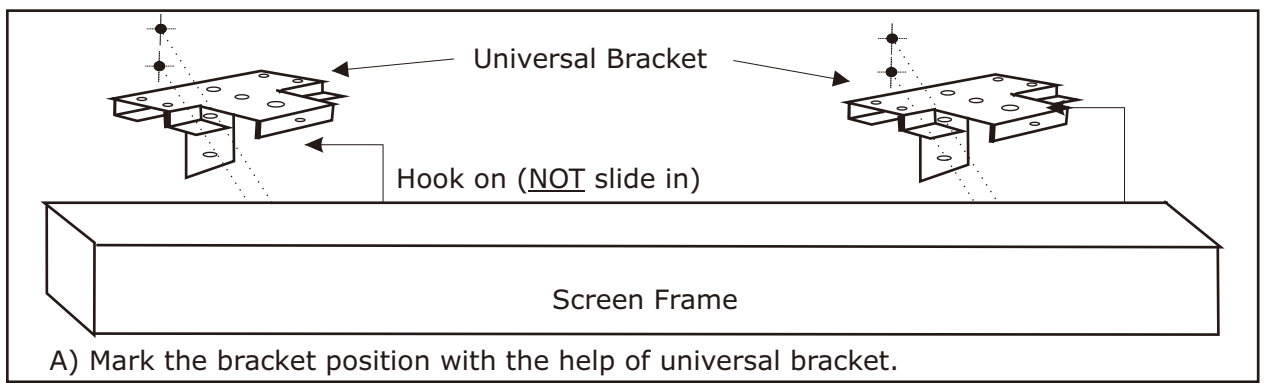 Universal Bracket
Hook on (NOT slide in)
Screen Frame
A) Mark the bracket position with the help of universal bracket.